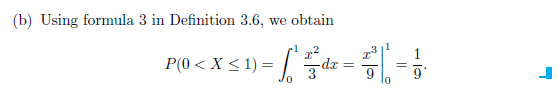 (b) Using formula 3 in Definition 3.6, we obtain
P(0 < X ≤ 1) = ∫₀¹ x²/3 dx = x³/9 |₀¹ = 1/9.